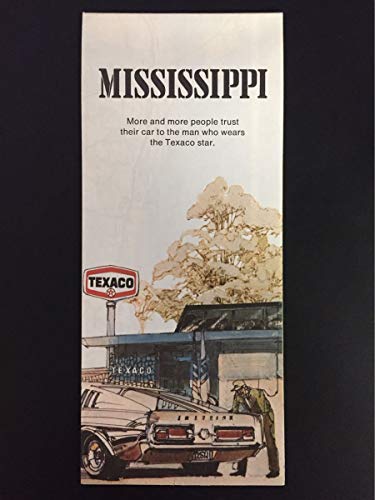 MISSISSIPPI
More and more people trust
their car to the man who wears
the Texaco star.
TEXACO
TEXACO